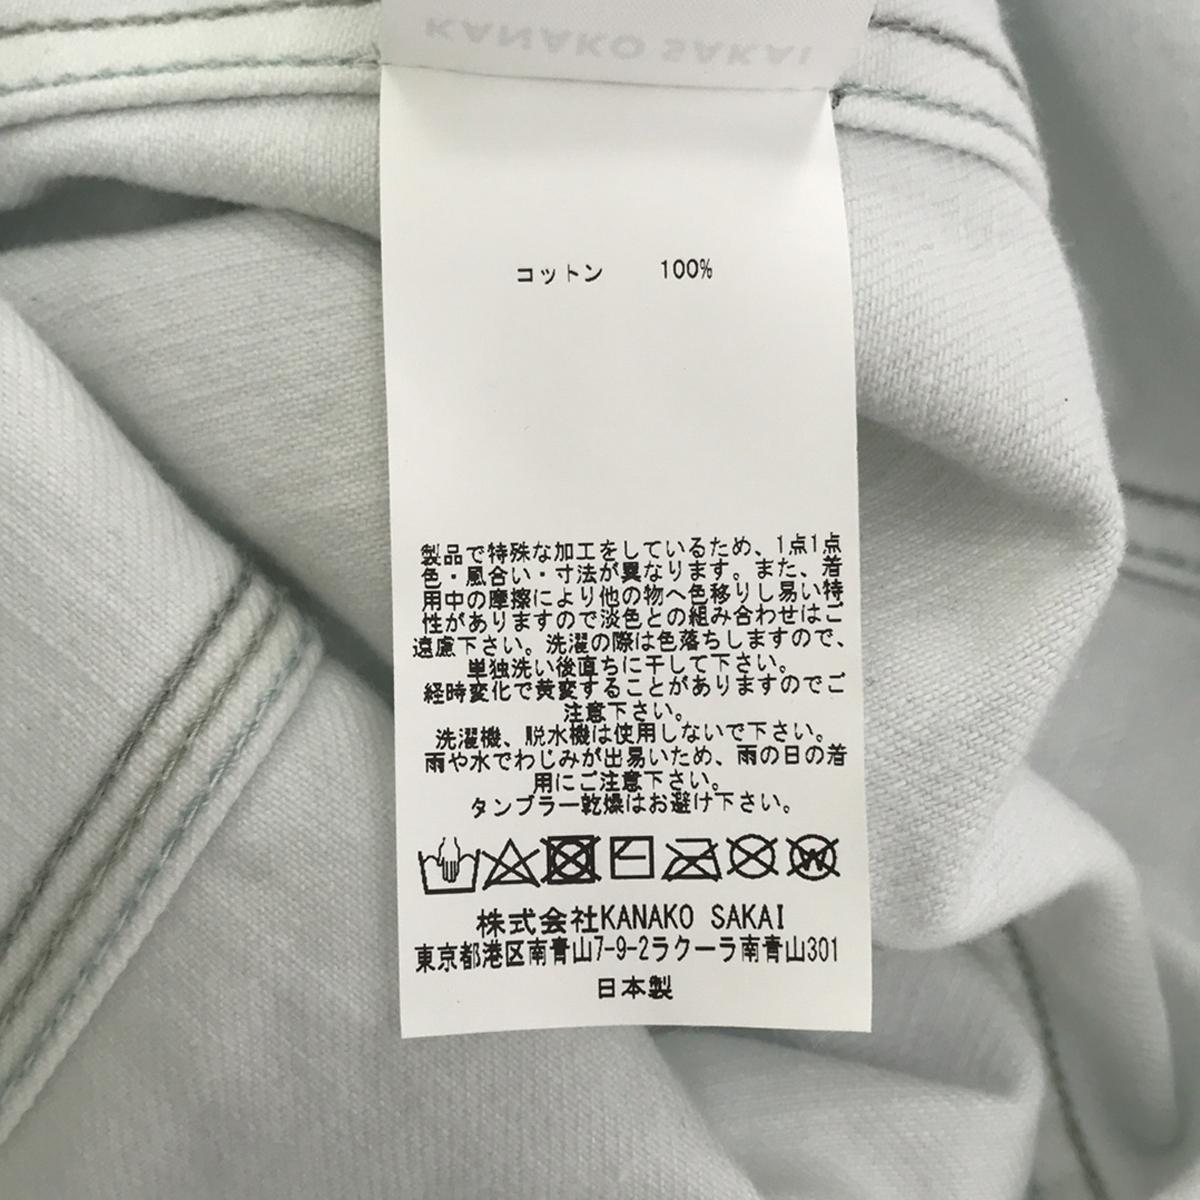 KANAKO SAKAI
コットン 100%
製品で特殊な加工をしているため、1点1点
色・風合い・寸法が異なります。また、着
用中の摩擦により他の物へ色移りし易い特
性がありますので淡色との組み合わせはご
遠慮下さい。洗濯の際は色落ちしますので、
単独洗い後直ちに干して下さい。
経時変化で黄変することがありますのでご
注意下さい。
洗濯機、脱水機は使用しないで下さい。
雨や水でわじみが出易いため、雨の日の着
用にご注意下さい。
タンブラー乾燥はお避け下さい。
W
株式会社KANAKO SAKAI
東京都港区南青山7-9-2ラクーラ南青山301
日本製